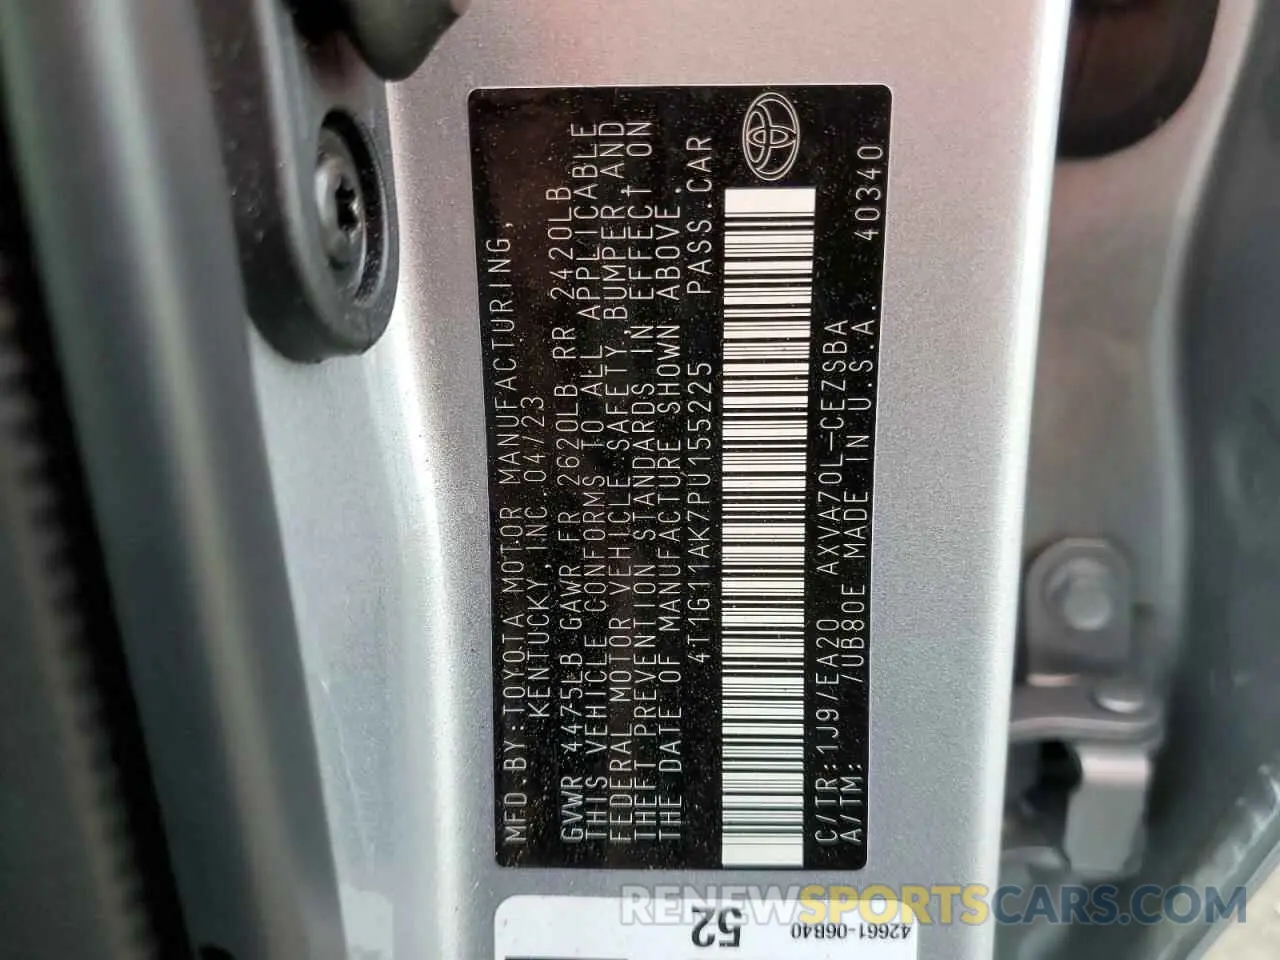 MFD.BY:TOYOTA MOTOR MANUFACTURING,
KENTUCKY,INC.04/23
GVWR 4475LB GAWR FR 2620LB RR 2420LB
THIS VEHICLE CONFORMS TO ALL APPLICABLE
FEDERAL MOTOR VEHICLE SAFETY,BUMPER,AND
THEFT PREVENTION STANDARDS IN EFFECT ON
THE DATE OF MANUFACTURE SHOWN ABOVE.
4T1G11AK7PU155225 PASS.CAR
C/TR:1J9/EA20 AXVA70L-CEZSBA
A/TM: /UB80E MADE IN U.S.A. 40340
52
42661-06B40
RENEWSPORTSCARS.COM